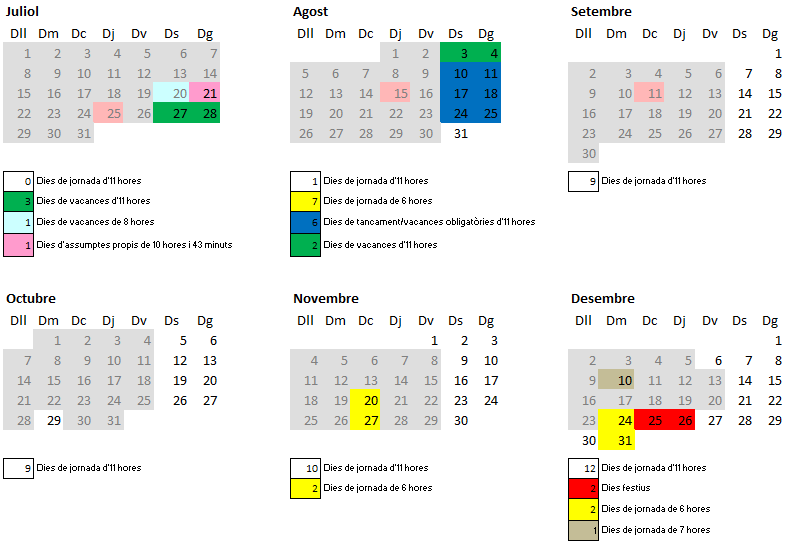 Juliol
Dll Dm Dc Dj Dv Ds Dg
1 2 3 4 5 6 7
8 9 10 11 12 13 14
15 16 17 18 19 20 21
22 23 24 25 26 27 28
29 30 31
0 Dies de jornada d'11 hores
3 Dies de vacances d'11 hores
1 Dies de vacances de 8 hores
1 Dies d'assumptes propis de 10 hores i 43 minuts
Agost
Dll Dm Dc Dj Dv Ds Dg
1 2 3 4
5 6 7 8 9 10 11
12 13 14 15 16 17 18
19 20 21 22 23 24 25
26 27 28 29 30 31
1 Dies de jornada d'11 hores
7 Dies de jornada de 6 hores
6 Dies de tancament/vacances obligatòries d'11 hores
2 Dies de vacances d'11 hores
Setembre
Dll Dm Dc Dj Dv Ds Dg
1
2 3 4 5 6 7 8
9 10 11 12 13 14 15
16 17 18 19 20 21 22
23 24 25 26 27 28 29
30
9 Dies de jornada d'11 hores
Octubre
Dll Dm Dc Dj Dv Ds Dg
1 2 3 4 5 6
7 8 9 10 11 12 13
14 15 16 17 18 19 20
21 22 23 24 25 26 27
28 29 30 31
9 Dies de jornada d'11 hores
Novembre
Dll Dm Dc Dj Dv Ds Dg
1 2 3
4 5 6 7 8 9 10
11 12 13 14 15 16 17
18 19 20 21 22 23 24
25 26 27 28 29 30
10 Dies de jornada d'11 hores
2 Dies de jornada de 6 hores
Desembre
Dll Dm Dc Dj Dv Ds Dg
1
2 3 4 5 6 7 8
9 10 11 12 13 14 15
16 17 18 19 20 21 22
23 24 25 26 27 28 29
30 31
12 Dies de jornada d'11 hores
2 Dies festius
2 Dies de jornada de 6 hores
1 Dies de jornada de 7 hores